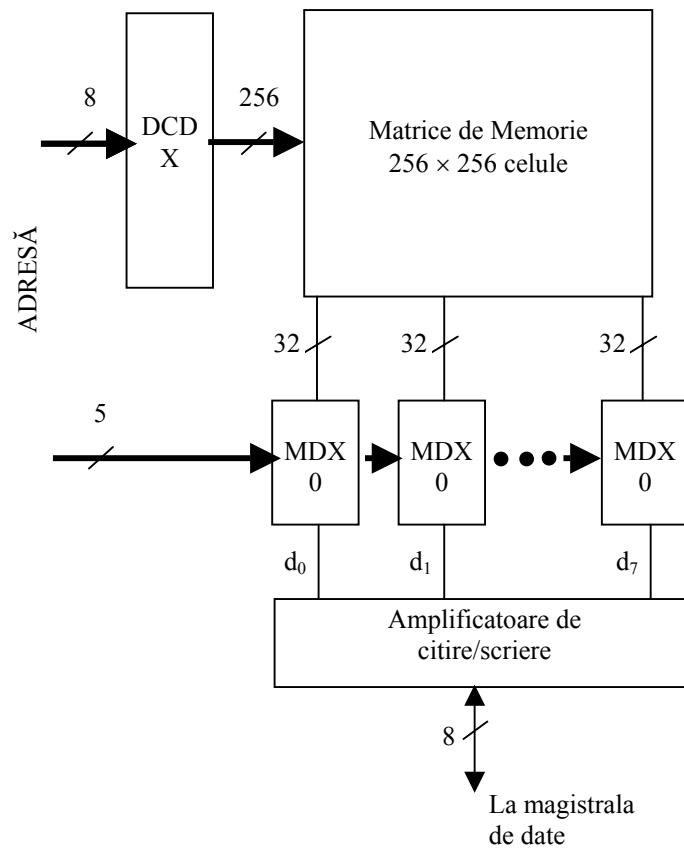 8
256
DCD
X
Matrice de Memorie
256 × 256 celule
ADRESĂ
32
32
32
5
MDX
0
MDX
0
MDX
0
d₀
d₁
d₇
Amplificatoare de
citire/scriere
8
La magistrala
de date